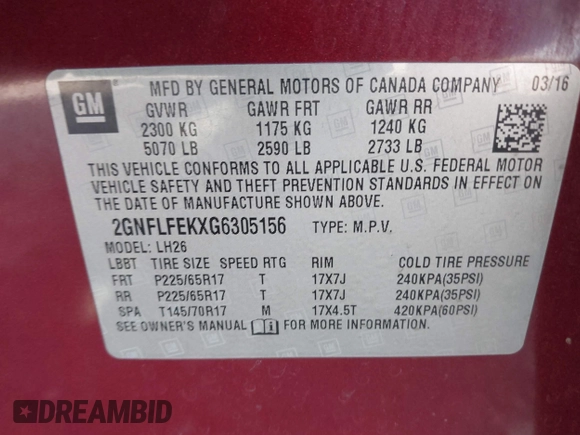 GM
MFD BY GENERAL MOTORS OF CANADA COMPANY 03/16
GVWR GAWR FRT GAWR RR
2300 KG 1175 KG 1240 KG
5070 LB 2590 LB 2733 LB
THIS VEHICLE CONFORMS TO ALL APPLICABLE U.S. FEDERAL MOTOR
VEHICLE SAFETY AND THEFT PREVENTION STANDARDS IN EFFECT ON
THE DATE OF MANUFACTURE SHOWN ABOVE.
2GNFLFEKXG6305156 TYPE: M.P.V.
MODEL: LH26
LBBT TIRE SIZE SPEED RTG RIM COLD TIRE PRESSURE
FRT P225/65R17 T 17X7J 240KPA(35PSI)
RR P225/65R17 T 17X7J 240KPA(35PSI)
SPA T145/70R17 M 17X4.5T 420KPA(60PSI)
SEE OWNER'S MANUAL FOR MORE INFORMATION.
DREAMBID